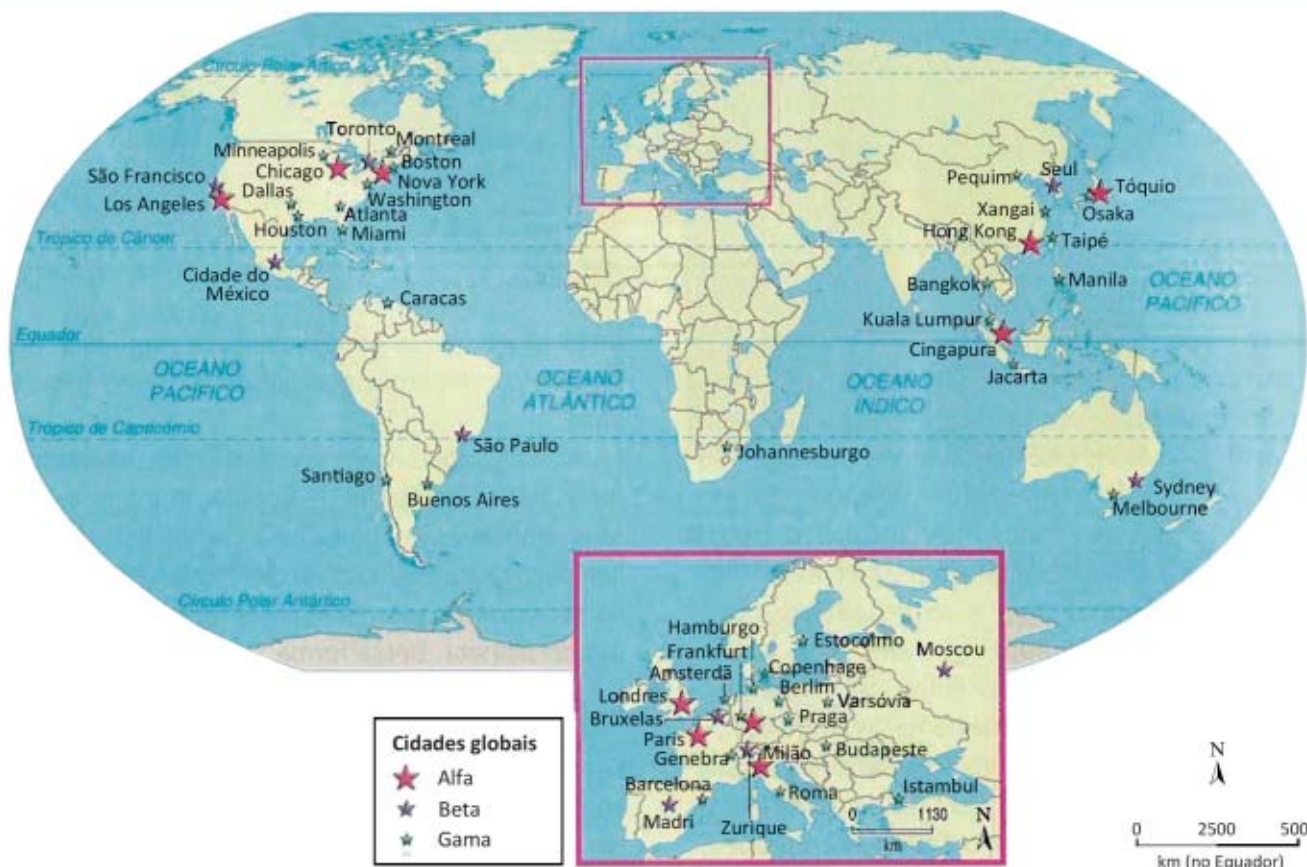 Círculo Polar Ártico
Toronto
Montreal
Minneapolis
Boston
Chicago
Nova York
São Francisco
Dallas
Washington
Los Angeles
Atlanta
Houston
Miami
Trópico de Câncer
Cidade do
México
Caracas
Equador
OCEANO
PACÍFICO
OCEANO
ATLÂNTICO
OCEANO
ÍNDICO
OCEANO
PACÍFICO
Pequim
Seul
Tóquio
Xangai
Osaka
Hong Kong
Taipé
Bangkok
Manila
Kuala Lumpur
Cingapura
Jacarta
Trópico de Capricórnio
São Paulo
Johannesburgo
Santiago
Buenos Aires
Sydney
Melbourne
Círculo Polar Antártico
Hamburgo
Estocolmo
Frankfurt
Moscou
Amsterdã
Copenhage
Londres
Berlim
Varsóvia
Bruxelas
Praga
Paris
Genebra
Milão
Budapeste
Barcelona
Roma
Istambul
Madri
Zurique
0 1130
km
N
Cidades globais
Alfa
Beta
Gama
N
0 2500 500
km (no Equador)